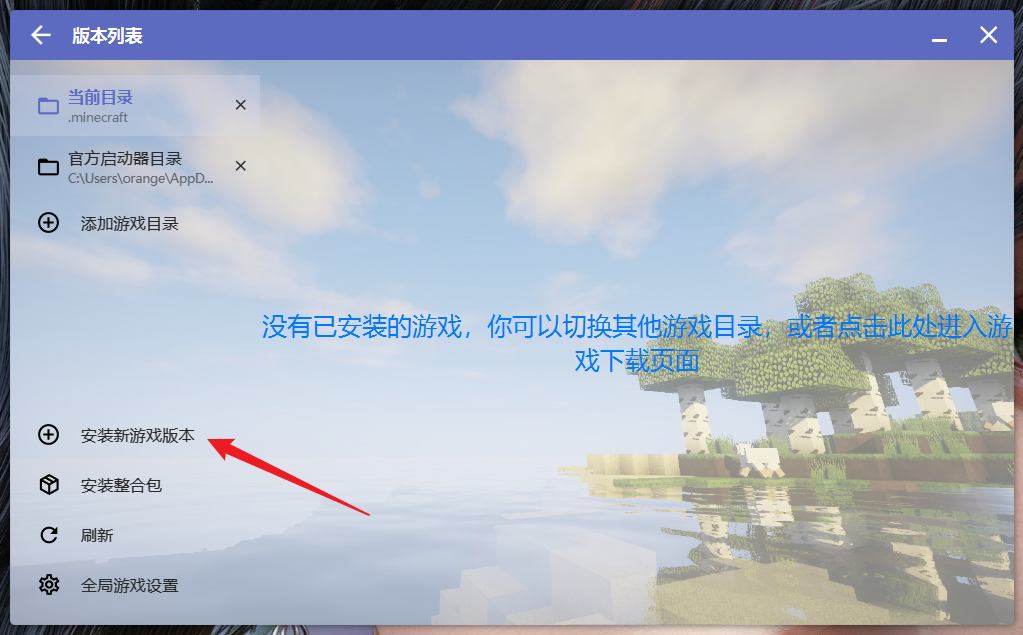 版本列表
当前目录
.minecraft
官方启动器目录
C:\Users\orange\AppD...
添加游戏目录
没有已安装的游戏，你可以切换其他游戏目录，或者点击此处进入游
戏下载页面
安装新游戏版本
安装整合包
刷新
全局游戏设置